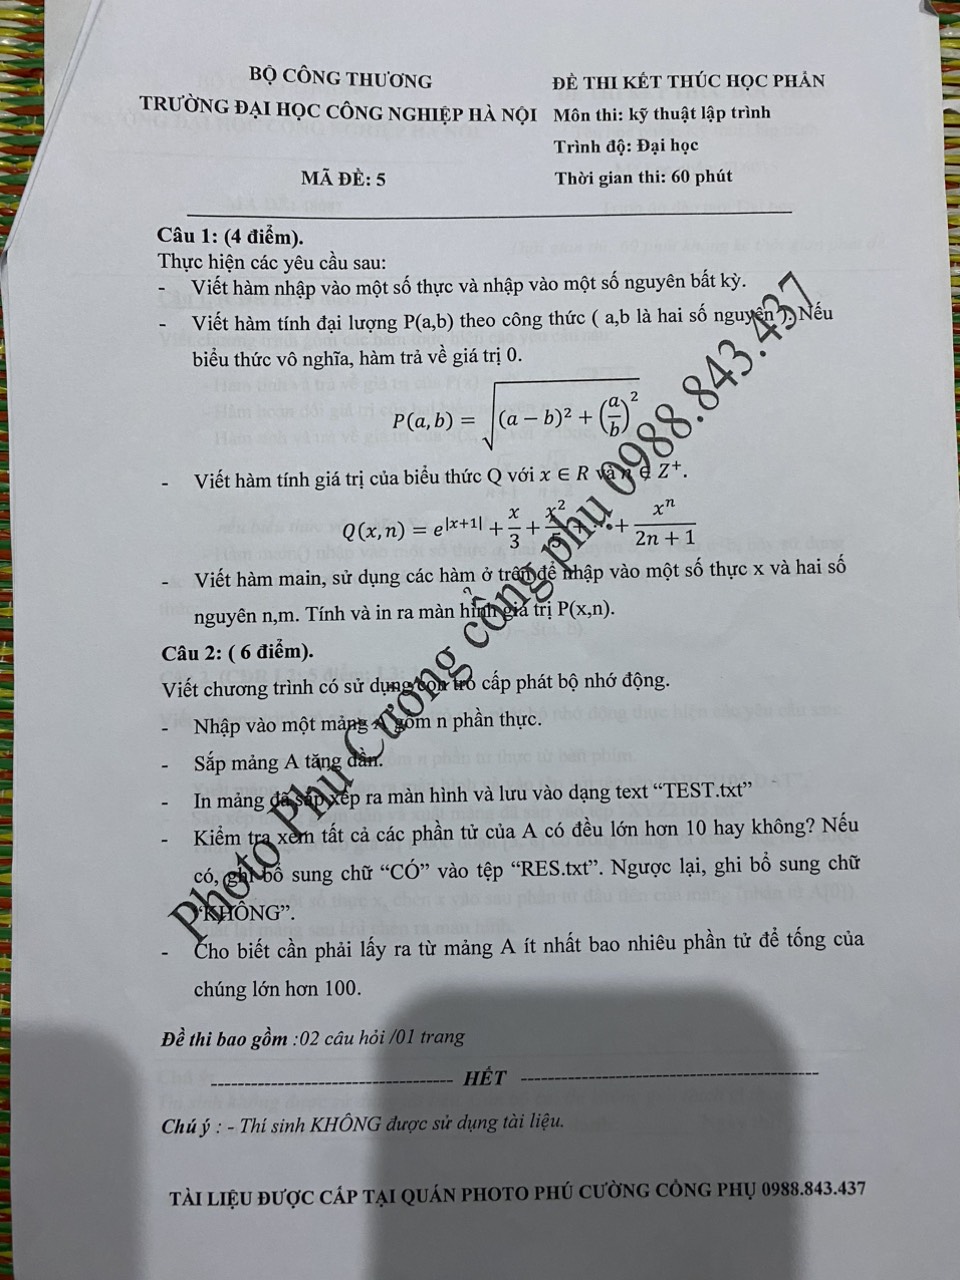 BỘ CÔNG THƯƠNG
TRƯỜNG ĐẠI HỌC CÔNG NGHIỆP HÀ NỘI
MÃ ĐỀ: 5
ĐỀ THI KẾT THÚC HỌC PHẦN
Môn thi: kỹ thuật lập trình
Trình độ: Đại học
Thời gian thi: 60 phút
Câu 1: (4 điểm).
Thực hiện các yêu cầu sau:
- Viết hàm nhập vào một số thực và nhập vào một số nguyên bất kỳ.
- Viết hàm tính đại lượng P(a,b) theo công thức ( a,b là hai số nguyên ). Nếu
biểu thức vô nghĩa, hàm trả về giá trị 0.
P(a, b) = √((a − b)² + (a/b)²)
- Viết hàm tính giá trị của biểu thức Q với x ∈ R và n ∈ Z⁺.
Q(x, n) = e^|x+1| + x/3 + x²/5 + ⋯ + xⁿ/(2n + 1)
- Viết hàm main, sử dụng các hàm ở trên để nhập vào một số thực x và hai số
nguyên n,m. Tính và in ra màn hình giá trị P(x,n).
Câu 2: ( 6 điểm).
Viết chương trình có sử dụng con trỏ cấp phát bộ nhớ động.
- Nhập vào một mảng A gồm n phần thực.
- Sắp mảng A tăng dần.
- In mảng đã sắp xếp ra màn hình và lưu vào dạng text “TEST.txt”
- Kiểm tra xem tất cả các phần tử của A có đều lớn hơn 10 hay không? Nếu
có, ghi bổ sung chữ “CÓ” vào tệp “RES.txt”. Ngược lại, ghi bổ sung chữ
“KHÔNG”.
- Cho biết cần phải lấy ra từ mảng A ít nhất bao nhiêu phần tử để tổng của
chúng lớn hơn 100.
Đề thi bao gồm :02 câu hỏi /01 trang
HẾT
Chú ý : - Thí sinh KHÔNG được sử dụng tài liệu.
TÀI LIỆU ĐƯỢC CẤP TẠI QUÁN PHOTO PHÚ CƯỜNG CÔNG PHỤ 0988.843.437
Photo Phú Cường công phụ 0988.843.437